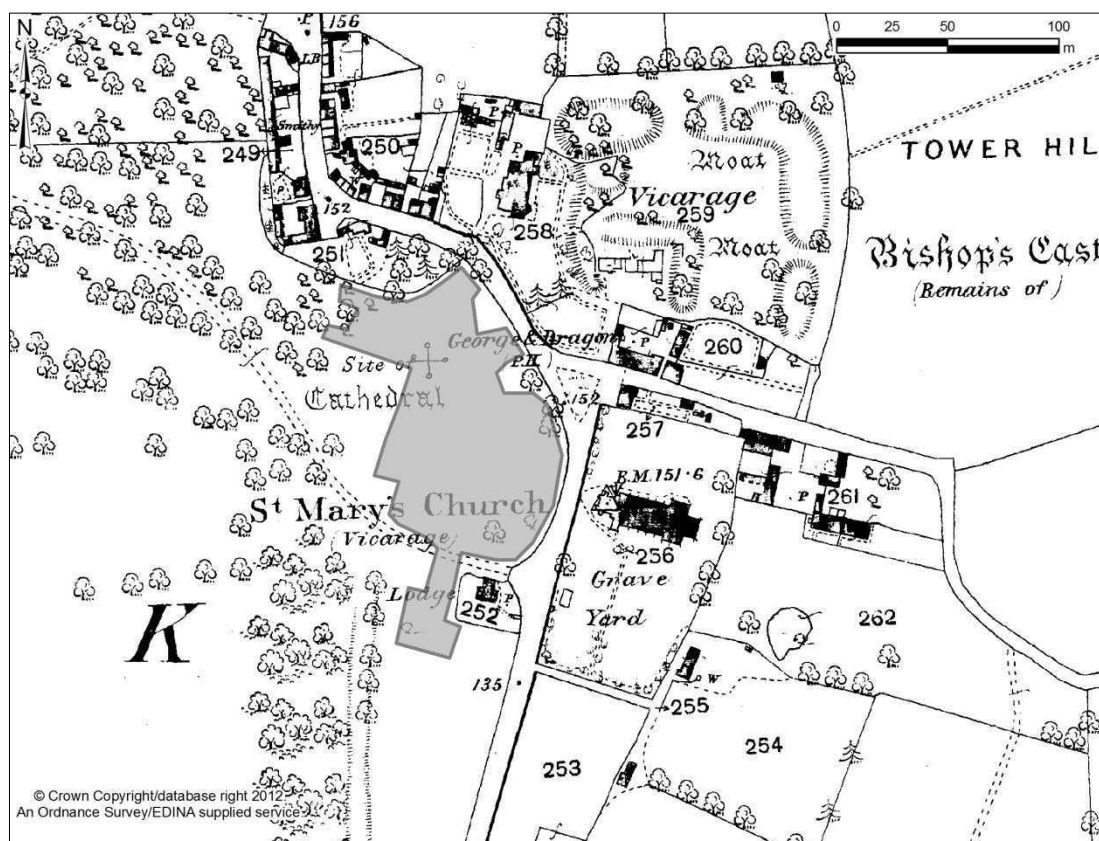 N
156
0 25 50 100
m
L.B.
Smithy
249
250
P
P
Moat
TOWER HIL
152
Vicarage
259
258
251
Moat
Bishop's Cast
(Remains of)
George & Dragon
P.H.
P
260
Site of
Cathedral
152
257
B.M. 151·6
261
P
St Mary's Church
(Vicarage)
256
Grave
Yard
Lodge
252
P
262
K
135
W
255
254
253
© Crown Copyright/database right 2012.
An Ordnance Survey/EDINA supplied service.